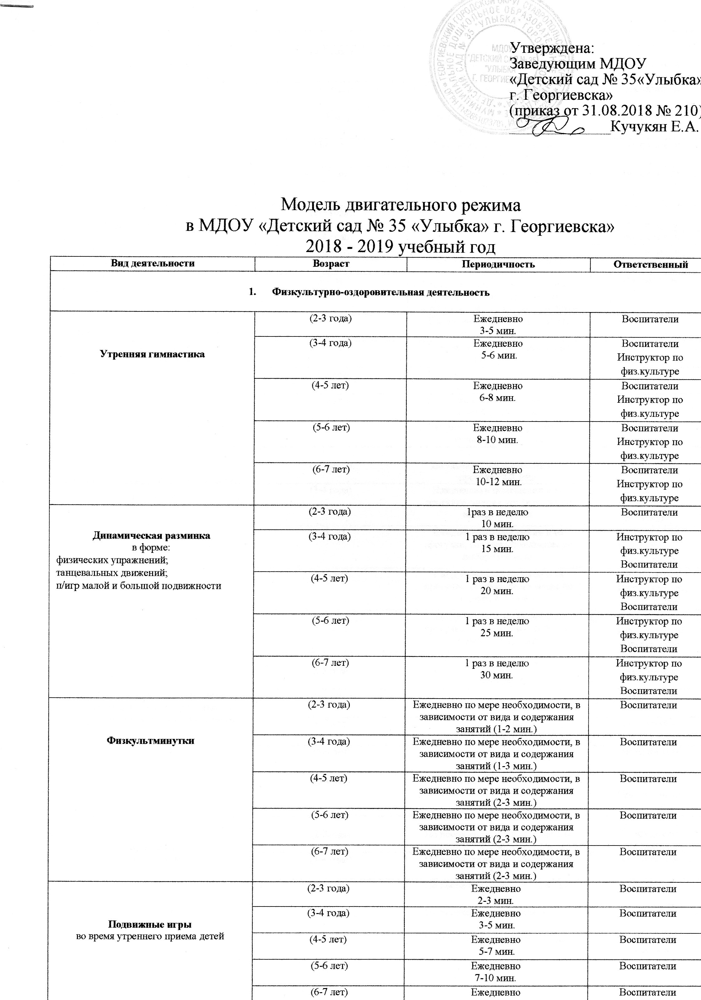 Утверждена:
Заведующим МДОУ
«Детский сад № 35«Улыбка»
г. Георгиевска»
(приказ от 31.08.2018 № 210)
Кучукян Е.А.
МДОУ
"ДЕТСКИЙ САД № 35
"УЛЫБКА"
Г. ГЕОРГИЕВСКА
Модель двигательного режима
в МДОУ «Детский сад № 35 «Улыбка» г. Георгиевска»
2018 - 2019 учебный год
Вид деятельности Возраст Периодичность Ответственный
1. Физкультурно-оздоровительная деятельность
Утренняя гимнастика
(2-3 года) Ежедневно Воспитатели
3-5 мин.
(3-4 года) Ежедневно Воспитатели
5-6 мин. Инструктор по
физ.культуре
(4-5 лет) Ежедневно Воспитатели
6-8 мин. Инструктор по
физ.культуре
(5-6 лет) Ежедневно Воспитатели
8-10 мин. Инструктор по
физ.культуре
(6-7 лет) Ежедневно Воспитатели
10-12 мин. Инструктор по
физ.культуре
Динамическая разминка
в форме:
физических упражнений;
танцевальных движений;
п/игр малой и большой подвижности
(2-3 года) 1раз в неделю Воспитатели
10 мин.
(3-4 года) 1 раз в неделю Инструктор по
15 мин. физ.культуре
Воспитатели
(4-5 лет) 1 раз в неделю Инструктор по
20 мин. физ.культуре
Воспитатели
(5-6 лет) 1 раз в неделю Инструктор по
25 мин. физ.культуре
Воспитатели
(6-7 лет) 1 раз в неделю Инструктор по
30 мин. физ.культуре
Воспитатели
Физкультминутки
(2-3 года) Ежедневно по мере необходимости, в Воспитатели
зависимости от вида и содержания
занятий (1-2 мин.)
(3-4 года) Ежедневно по мере необходимости, в Воспитатели
зависимости от вида и содержания
занятий (1-3 мин.)
(4-5 лет) Ежедневно по мере необходимости, в Воспитатели
зависимости от вида и содержания
занятий (2-3 мин.)
(5-6 лет) Ежедневно по мере необходимости, в Воспитатели
зависимости от вида и содержания
занятий (2-3 мин.)
(6-7 лет) Ежедневно по мере необходимости, в Воспитатели
зависимости от вида и содержания
занятий (2-3 мин.)
Подвижные игры
во время утреннего приема детей
(2-3 года) Ежедневно Воспитатели
2-3 мин.
(3-4 года) Ежедневно Воспитатели
3-5 мин.
(4-5 лет) Ежедневно Воспитатели
5-7 мин.
(5-6 лет) Ежедневно Воспитатели
7-10 мин.
(6-7 лет) Ежедневно Воспитатели